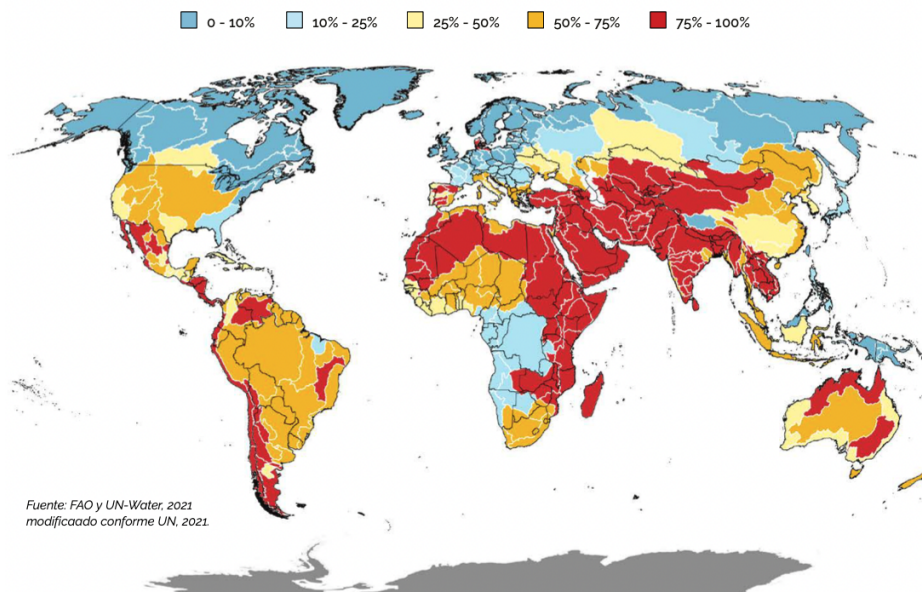 0 - 10% 10% - 25% 25% - 50% 50% - 75% 75% - 100%
Fuente: FAO y UN-Water, 2021
modificaado conforme UN, 2021.